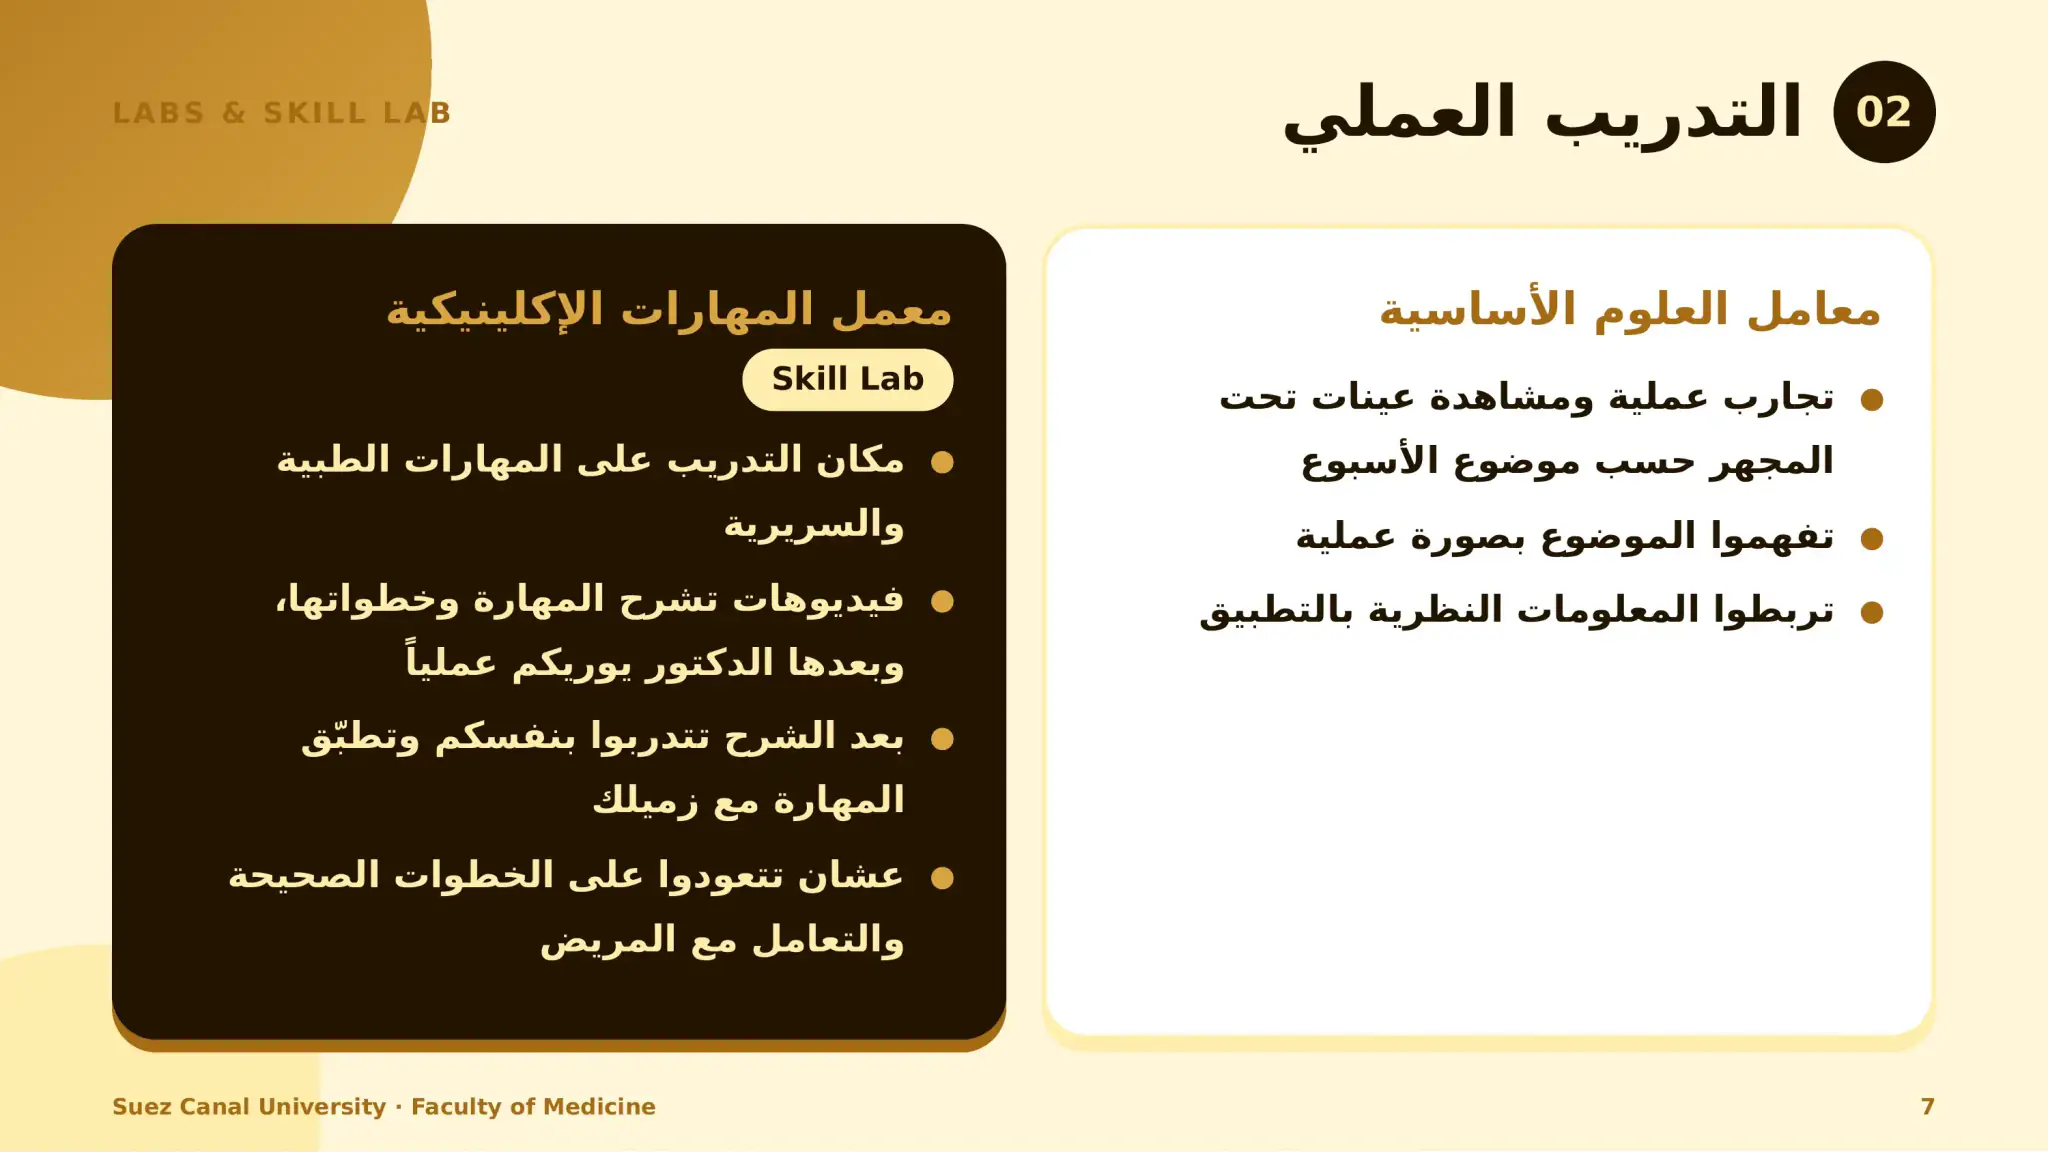 02
التدريب العملي
LABS & SKILL LAB
معامل العلوم الأساسية
تجارب عملية ومشاهدة عينات تحت
المجهر حسب موضوع الأسبوع
تفهموا الموضوع بصورة عملية
تربطوا المعلومات النظرية بالتطبيق
معمل المهارات الإكلينيكية
Skill Lab
مكان التدريب على المهارات الطبية
والسريرية
فيديوهات تشرح المهارة وخطواتها،
وبعدها الدكتور يوريكم عملياً
بعد الشرح تتدربوا بنفسكم وتطبّق
المهارة مع زميلك
عشان تتعودوا على الخطوات الصحيحة
والتعامل مع المريض
Suez Canal University · Faculty of Medicine
7